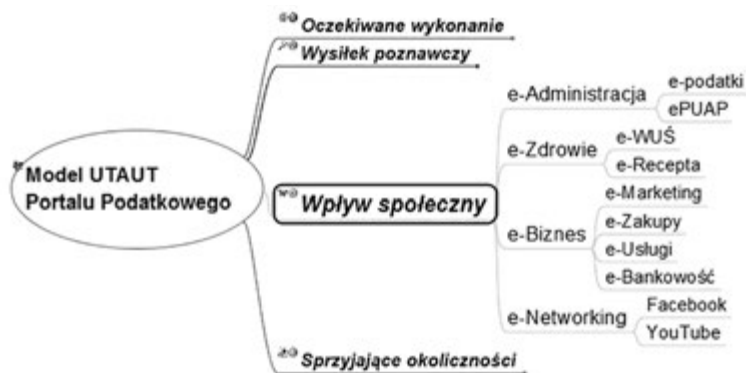 Oczekiwane wykonanie
Wysiłek poznawczy
Model UTAUT
Portalu Podatkowego
Wpływ społeczny
e-Administracja
e-podatki
ePUAP
e-Zdrowie
e-WUŚ
e-Recepta
e-Biznes
e-Marketing
e-Zakupy
e-Usługi
e-Bankowość
e-Networking
Facebook
YouTube
Sprzyjające okoliczności